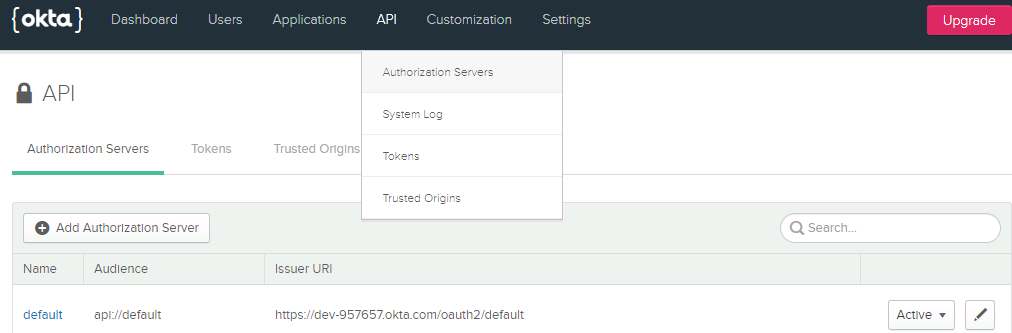 {okta} Dashboard Users Applications API Customization Settings Upgrade
Authorization Servers
System Log
Tokens
Trusted Origins
API
Authorization Servers Tokens Trusted Origins
Add Authorization Server Search...
Name Audience Issuer URI
default api://default https://dev-957657.okta.com/oauth2/default Active